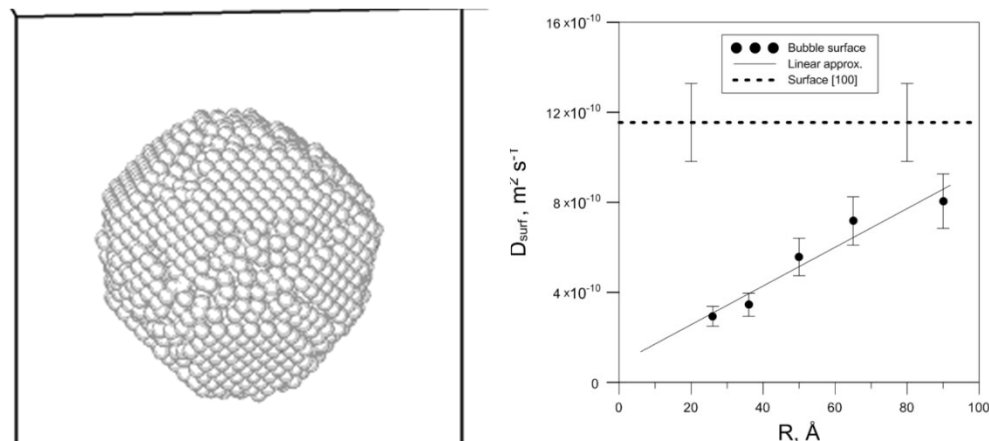 16×10⁻¹⁰
Bubble surface
Linear approx.
Surface [100]
12×10⁻¹⁰
8×10⁻¹⁰
4×10⁻¹⁰
0
D_surf, m² s⁻¹
0 20 40 60 80 100
R, Å